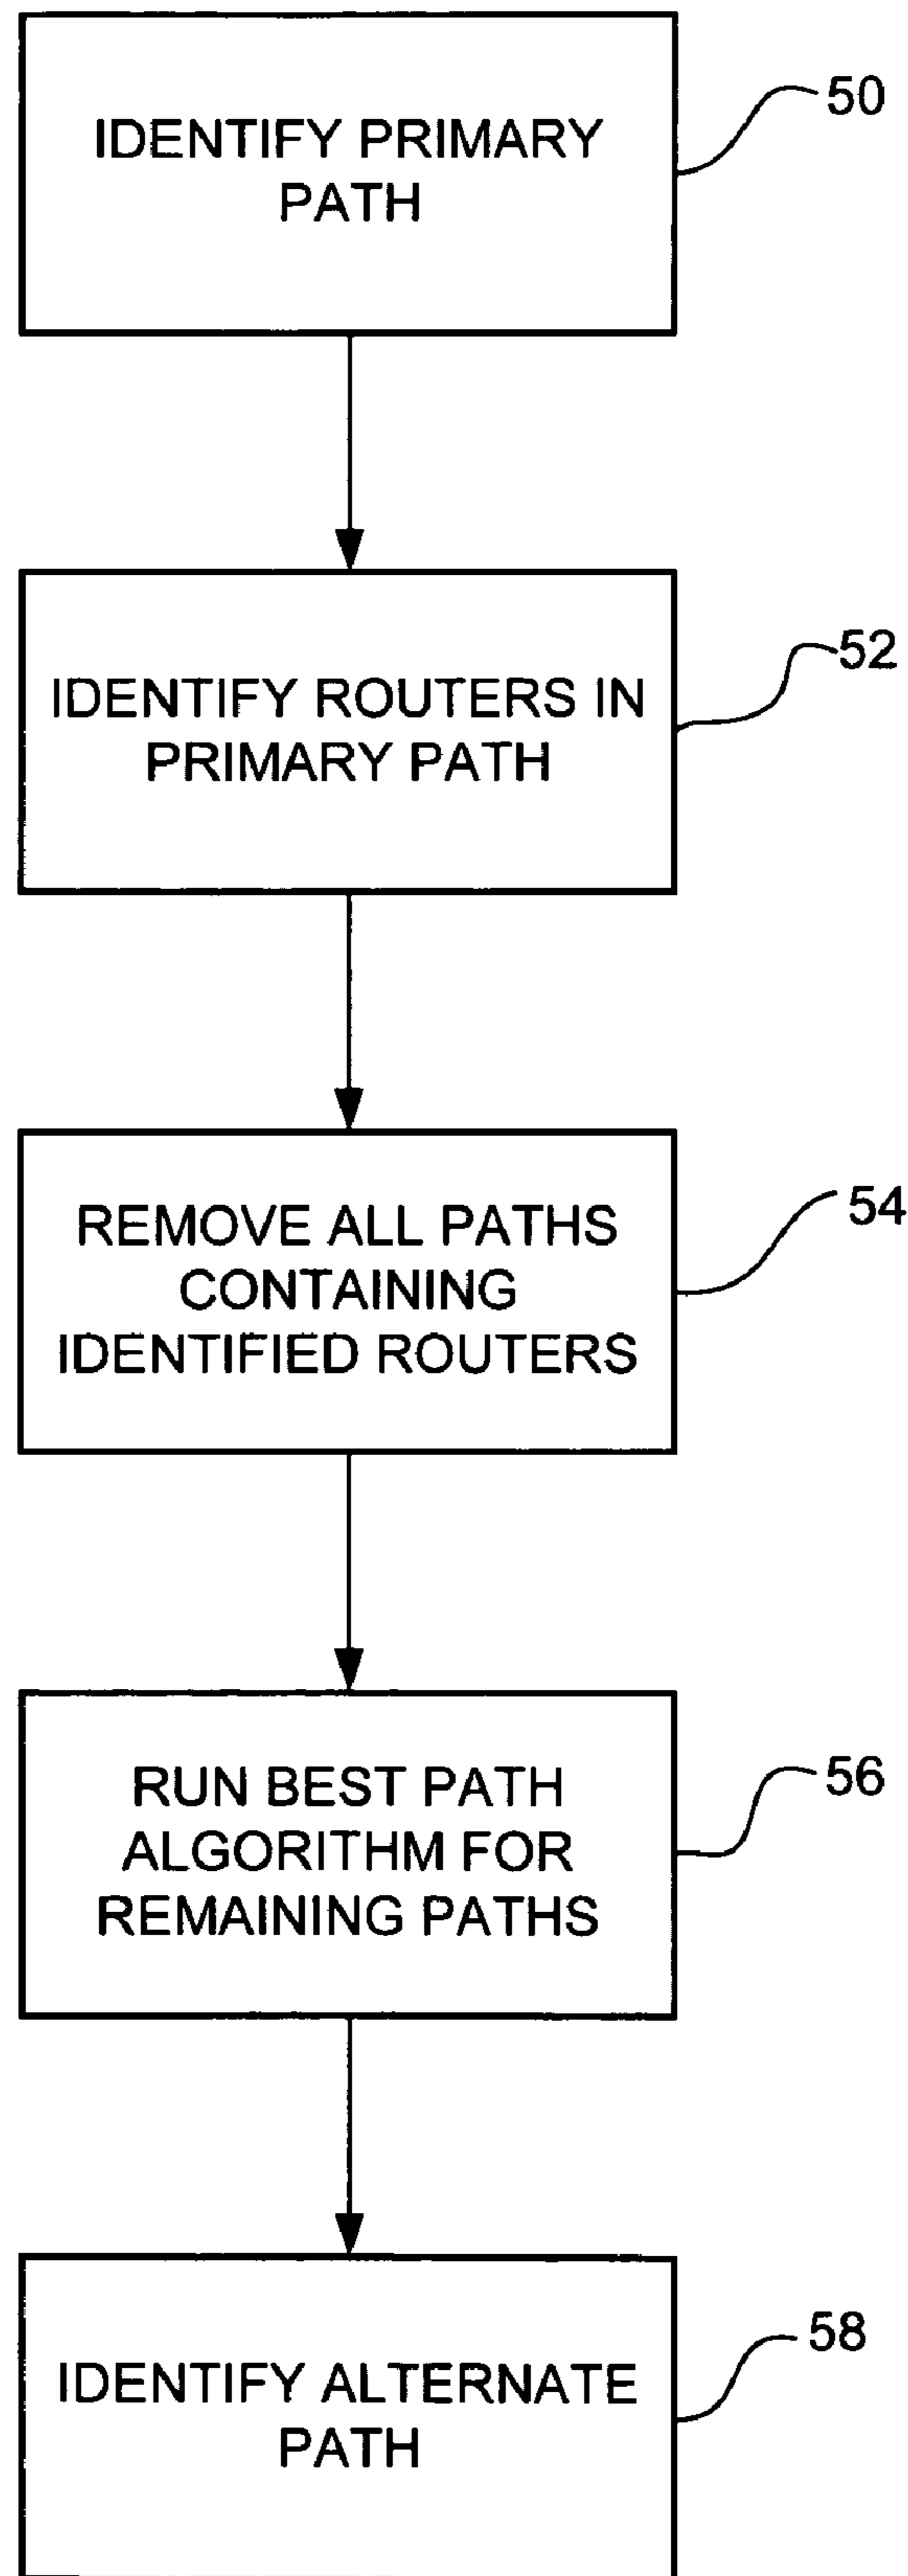 IDENTIFY PRIMARY
PATH
50
IDENTIFY ROUTERS IN
PRIMARY PATH
52
REMOVE ALL PATHS
CONTAINING
IDENTIFIED ROUTERS
54
RUN BEST PATH
ALGORITHM FOR
REMAINING PATHS
56
IDENTIFY ALTERNATE
PATH
58